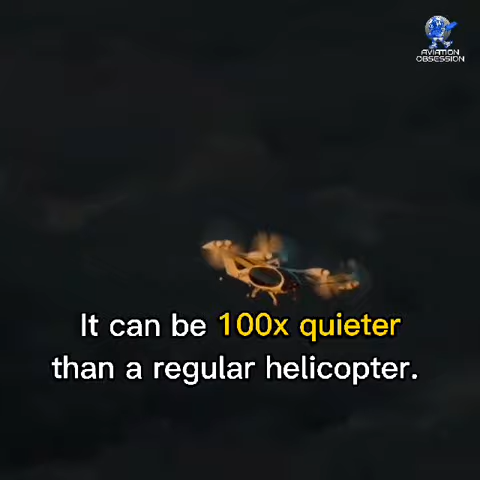 AVIATION
OBSESSION
It can be 100x quieter
than a regular helicopter.